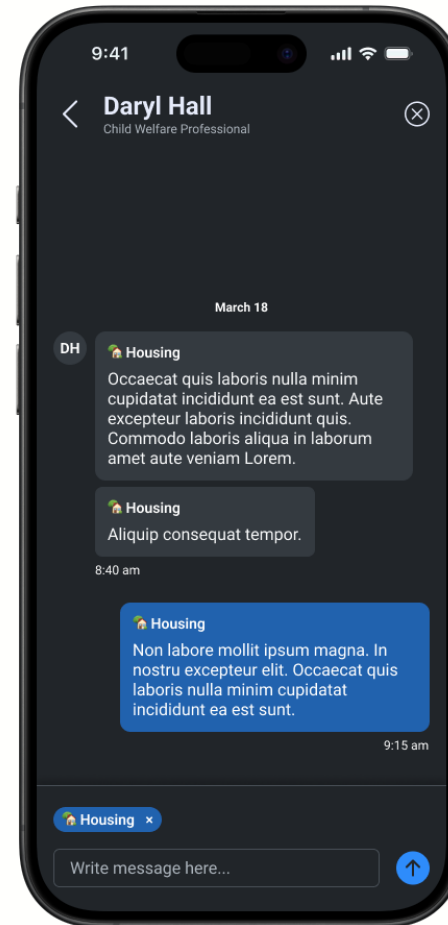 9:41
Daryl Hall
Child Welfare Professional
March 18
DH
Housing
Occaecat quis laboris nulla minim
cupidatat incididunt ea est sunt. Aute
excepteur laboris incididunt quis.
Commodo laboris aliqua in laborum
amet aute veniam Lorem.
Housing
Aliquip consequat tempor.
8:40 am
Housing
Non labore mollit ipsum magna. In
nostru excepteur elit. Occaecat quis
laboris nulla minim cupidatat
incididunt ea est sunt.
9:15 am
Housing ×
Write message here...